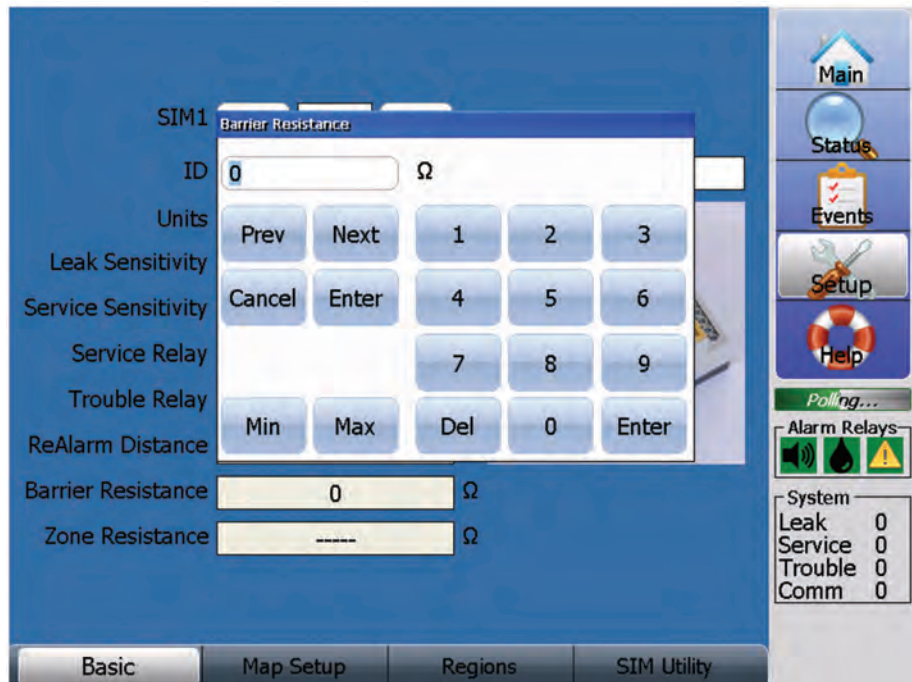 SIM1
Barrier Resistance
ID
0 Ω
Units
Prev Next 1 2 3
Leak Sensitivity
Service Sensitivity
Cancel Enter 4 5 6
Service Relay
7 8 9
Trouble Relay
Min Max Del 0 Enter
ReAlarm Distance
Barrier Resistance 0 Ω
Zone Resistance ----- Ω
Basic Map Setup Regions SIM Utility
Main
Status
Events
Setup
Help
Polling...
Alarm Relays
System
Leak 0
Service 0
Trouble 0
Comm 0